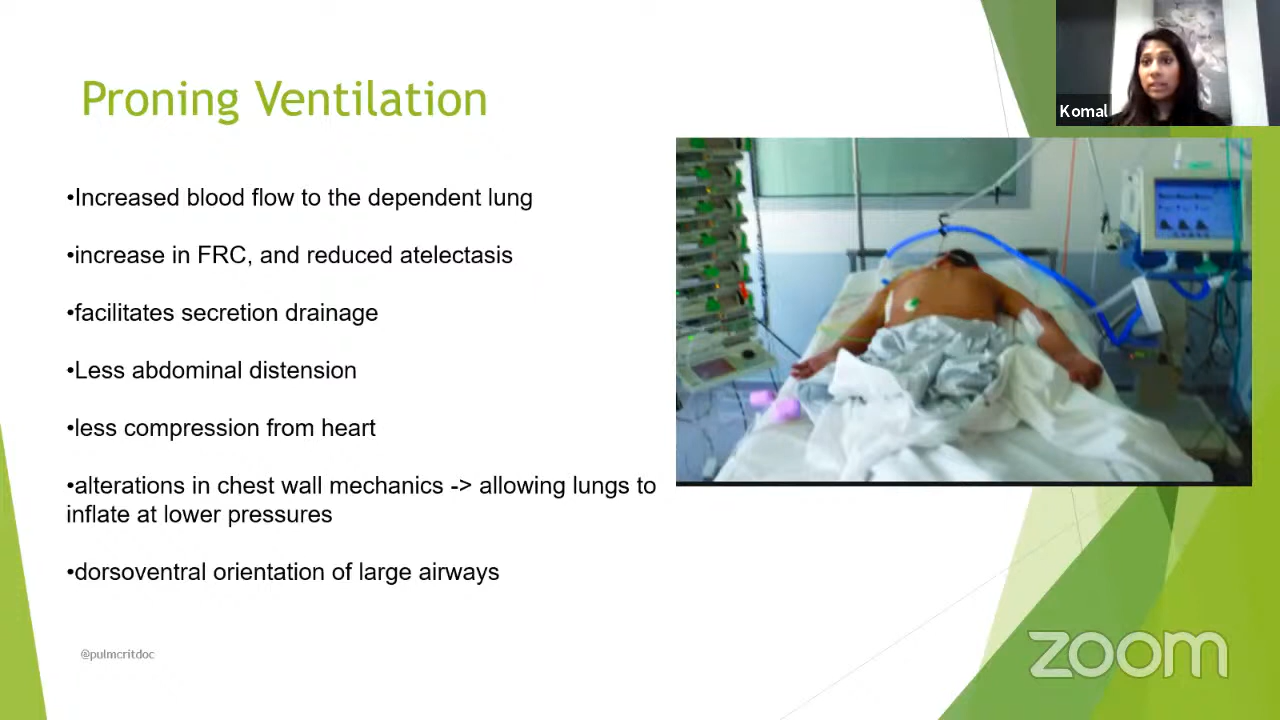 Proning Ventilation
Komal
•Increased blood flow to the dependent lung
•increase in FRC, and reduced atelectasis
•facilitates secretion drainage
•Less abdominal distension
•less compression from heart
•alterations in chest wall mechanics -> allowing lungs to
inflate at lower pressures
•dorsoventral orientation of large airways
@pulmcritdoc
zoom